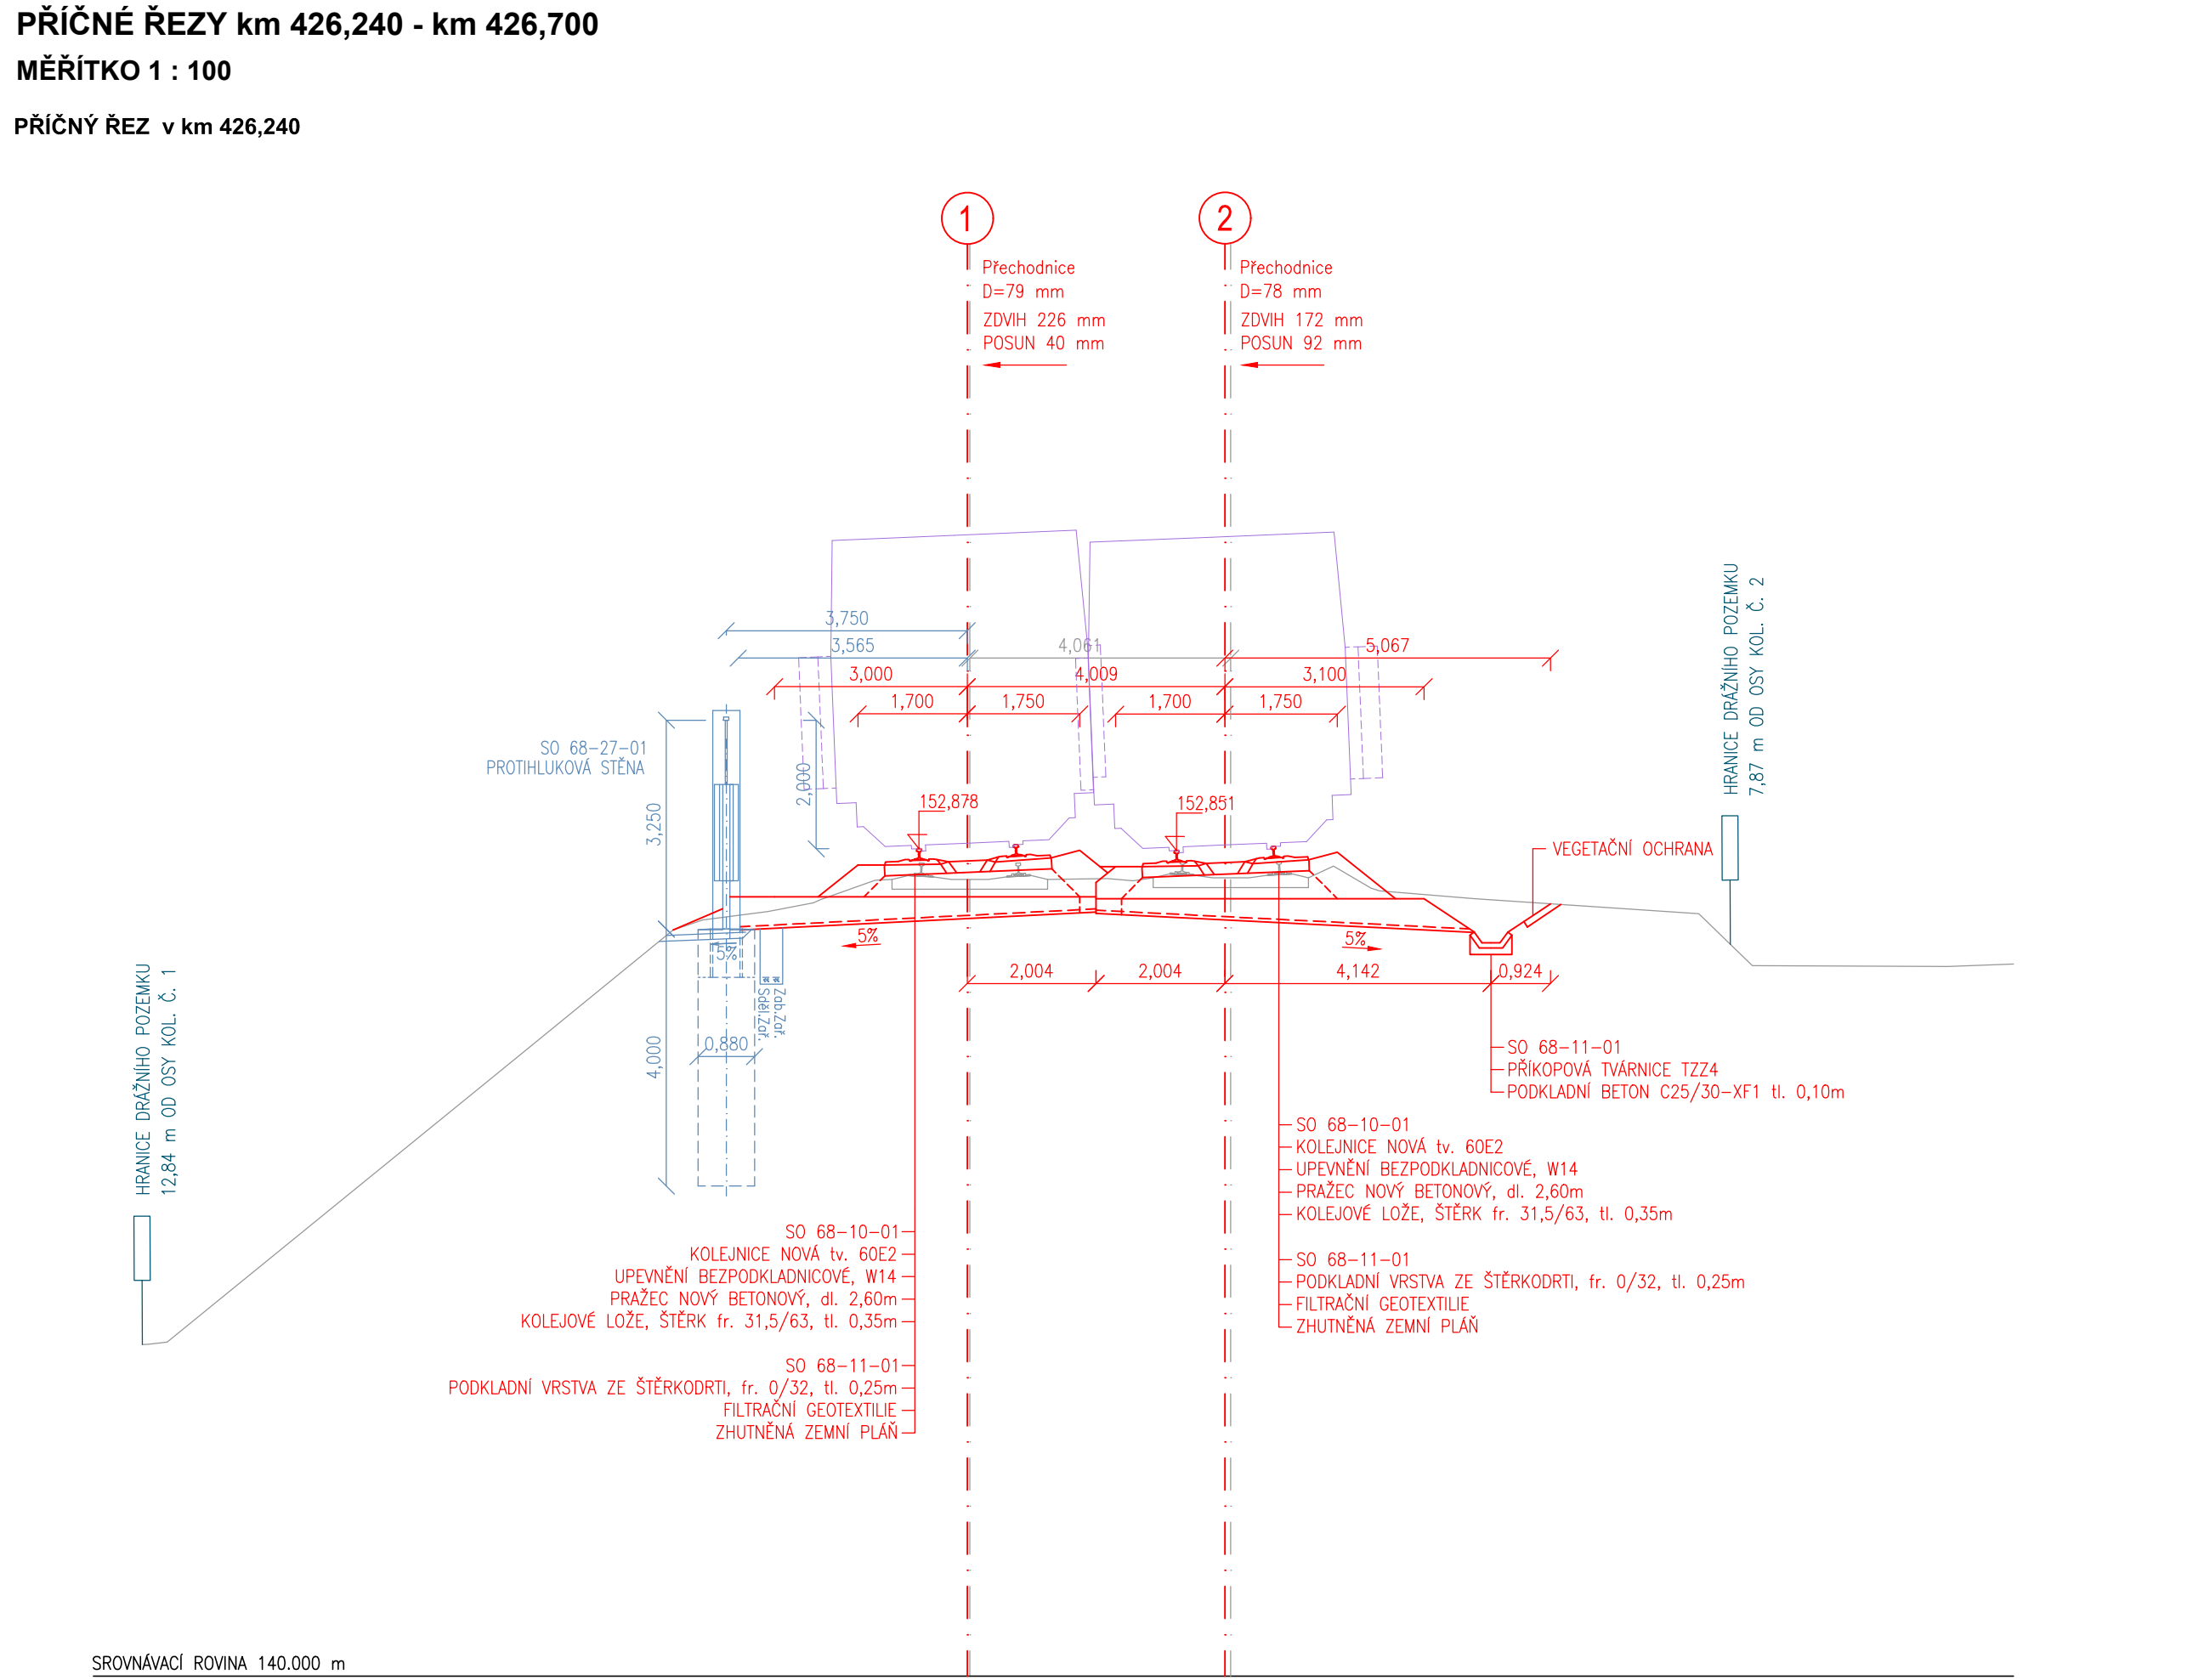 PŘÍČNÉ ŘEZY km 426,240 - km 426,700
MĚŘÍTKO 1 : 100
PŘÍČNÝ ŘEZ v km 426,240
1
2
Přechodnice
D=79 mm
ZDVIH 226 mm
POSUN 40 mm
Přechodnice
D=78 mm
ZDVIH 172 mm
POSUN 92 mm
3,750
3,565
4,061
5,067
3,000
4,009
3,100
1,700
1,750
1,700
1,750
SO 68-27-01
PROTIHLUKOVÁ STĚNA
3,250
2,000
152,878
152,851
HRANICE DRÁŽNÍHO POZEMKU
7,87 m OD OSY KOL. Č. 2
VEGETAČNÍ OCHRANA
5%
5%
5%
2,004
2,004
4,142
0,924
Zab.Zař.
Sděl.Zař.
HRANICE DRÁŽNÍHO POZEMKU
12,84 m OD OSY KOL. Č. 1
4,000
0,880
SO 68-11-01
PŘÍKOPOVÁ TVÁRNICE TZZ4
PODKLADNÍ BETON C25/30-XF1 tl. 0,10m
SO 68-10-01
KOLEJNICE NOVÁ tv. 60E2
UPEVNĚNÍ BEZPODKLADNICOVÉ, W14
PRAŽEC NOVÝ BETONOVÝ, dl. 2,60m
KOLEJOVÉ LOŽE, ŠTĚRK fr. 31,5/63, tl. 0,35m
SO 68-11-01
PODKLADNÍ VRSTVA ZE ŠTĚRKODRTI, fr. 0/32, tl. 0,25m
FILTRAČNÍ GEOTEXTILIE
ZHUTNĚNÁ ZEMNÍ PLÁŇ
SO 68-10-01
KOLEJNICE NOVÁ tv. 60E2
UPEVNĚNÍ BEZPODKLADNICOVÉ, W14
PRAŽEC NOVÝ BETONOVÝ, dl. 2,60m
KOLEJOVÉ LOŽE, ŠTĚRK fr. 31,5/63, tl. 0,35m
SO 68-11-01
PODKLADNÍ VRSTVA ZE ŠTĚRKODRTI, fr. 0/32, tl. 0,25m
FILTRAČNÍ GEOTEXTILIE
ZHUTNĚNÁ ZEMNÍ PLÁŇ
SROVNÁVACÍ ROVINA 140.000 m